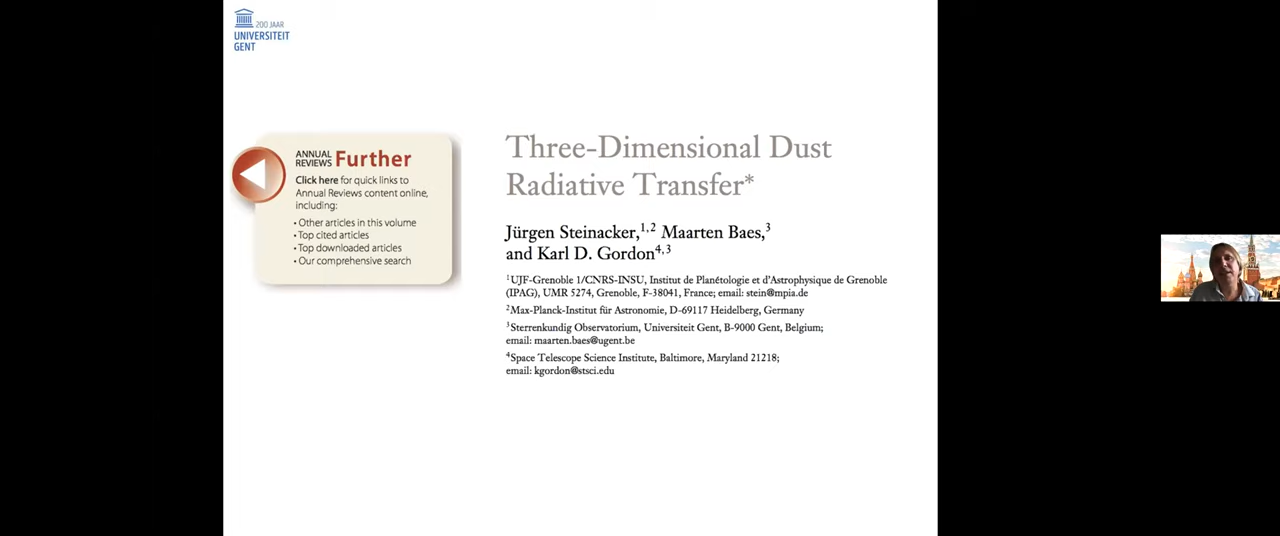 200 JAAR
UNIVERSITEIT
GENT
ANNUAL
REVIEWS Further
Click here for quick links to
Annual Reviews content online,
including:
• Other articles in this volume
• Top cited articles
• Top downloaded articles
• Our comprehensive search
Three-Dimensional Dust
Radiative Transfer*
Jürgen Steinacker,1,2 Maarten Baes,3
and Karl D. Gordon4,3
1UJF-Grenoble 1/CNRS-INSU, Institut de Planétologie et d'Astrophysique de Grenoble
(IPAG), UMR 5274, Grenoble, F-38041, France; email: stein@mpia.de
2Max-Planck-Institut für Astronomie, D-69117 Heidelberg, Germany
3Sterrenkundig Observatorium, Universiteit Gent, B-9000 Gent, Belgium;
email: maarten.baes@ugent.be
4Space Telescope Science Institute, Baltimore, Maryland 21218;
email: kgordon@stsci.edu